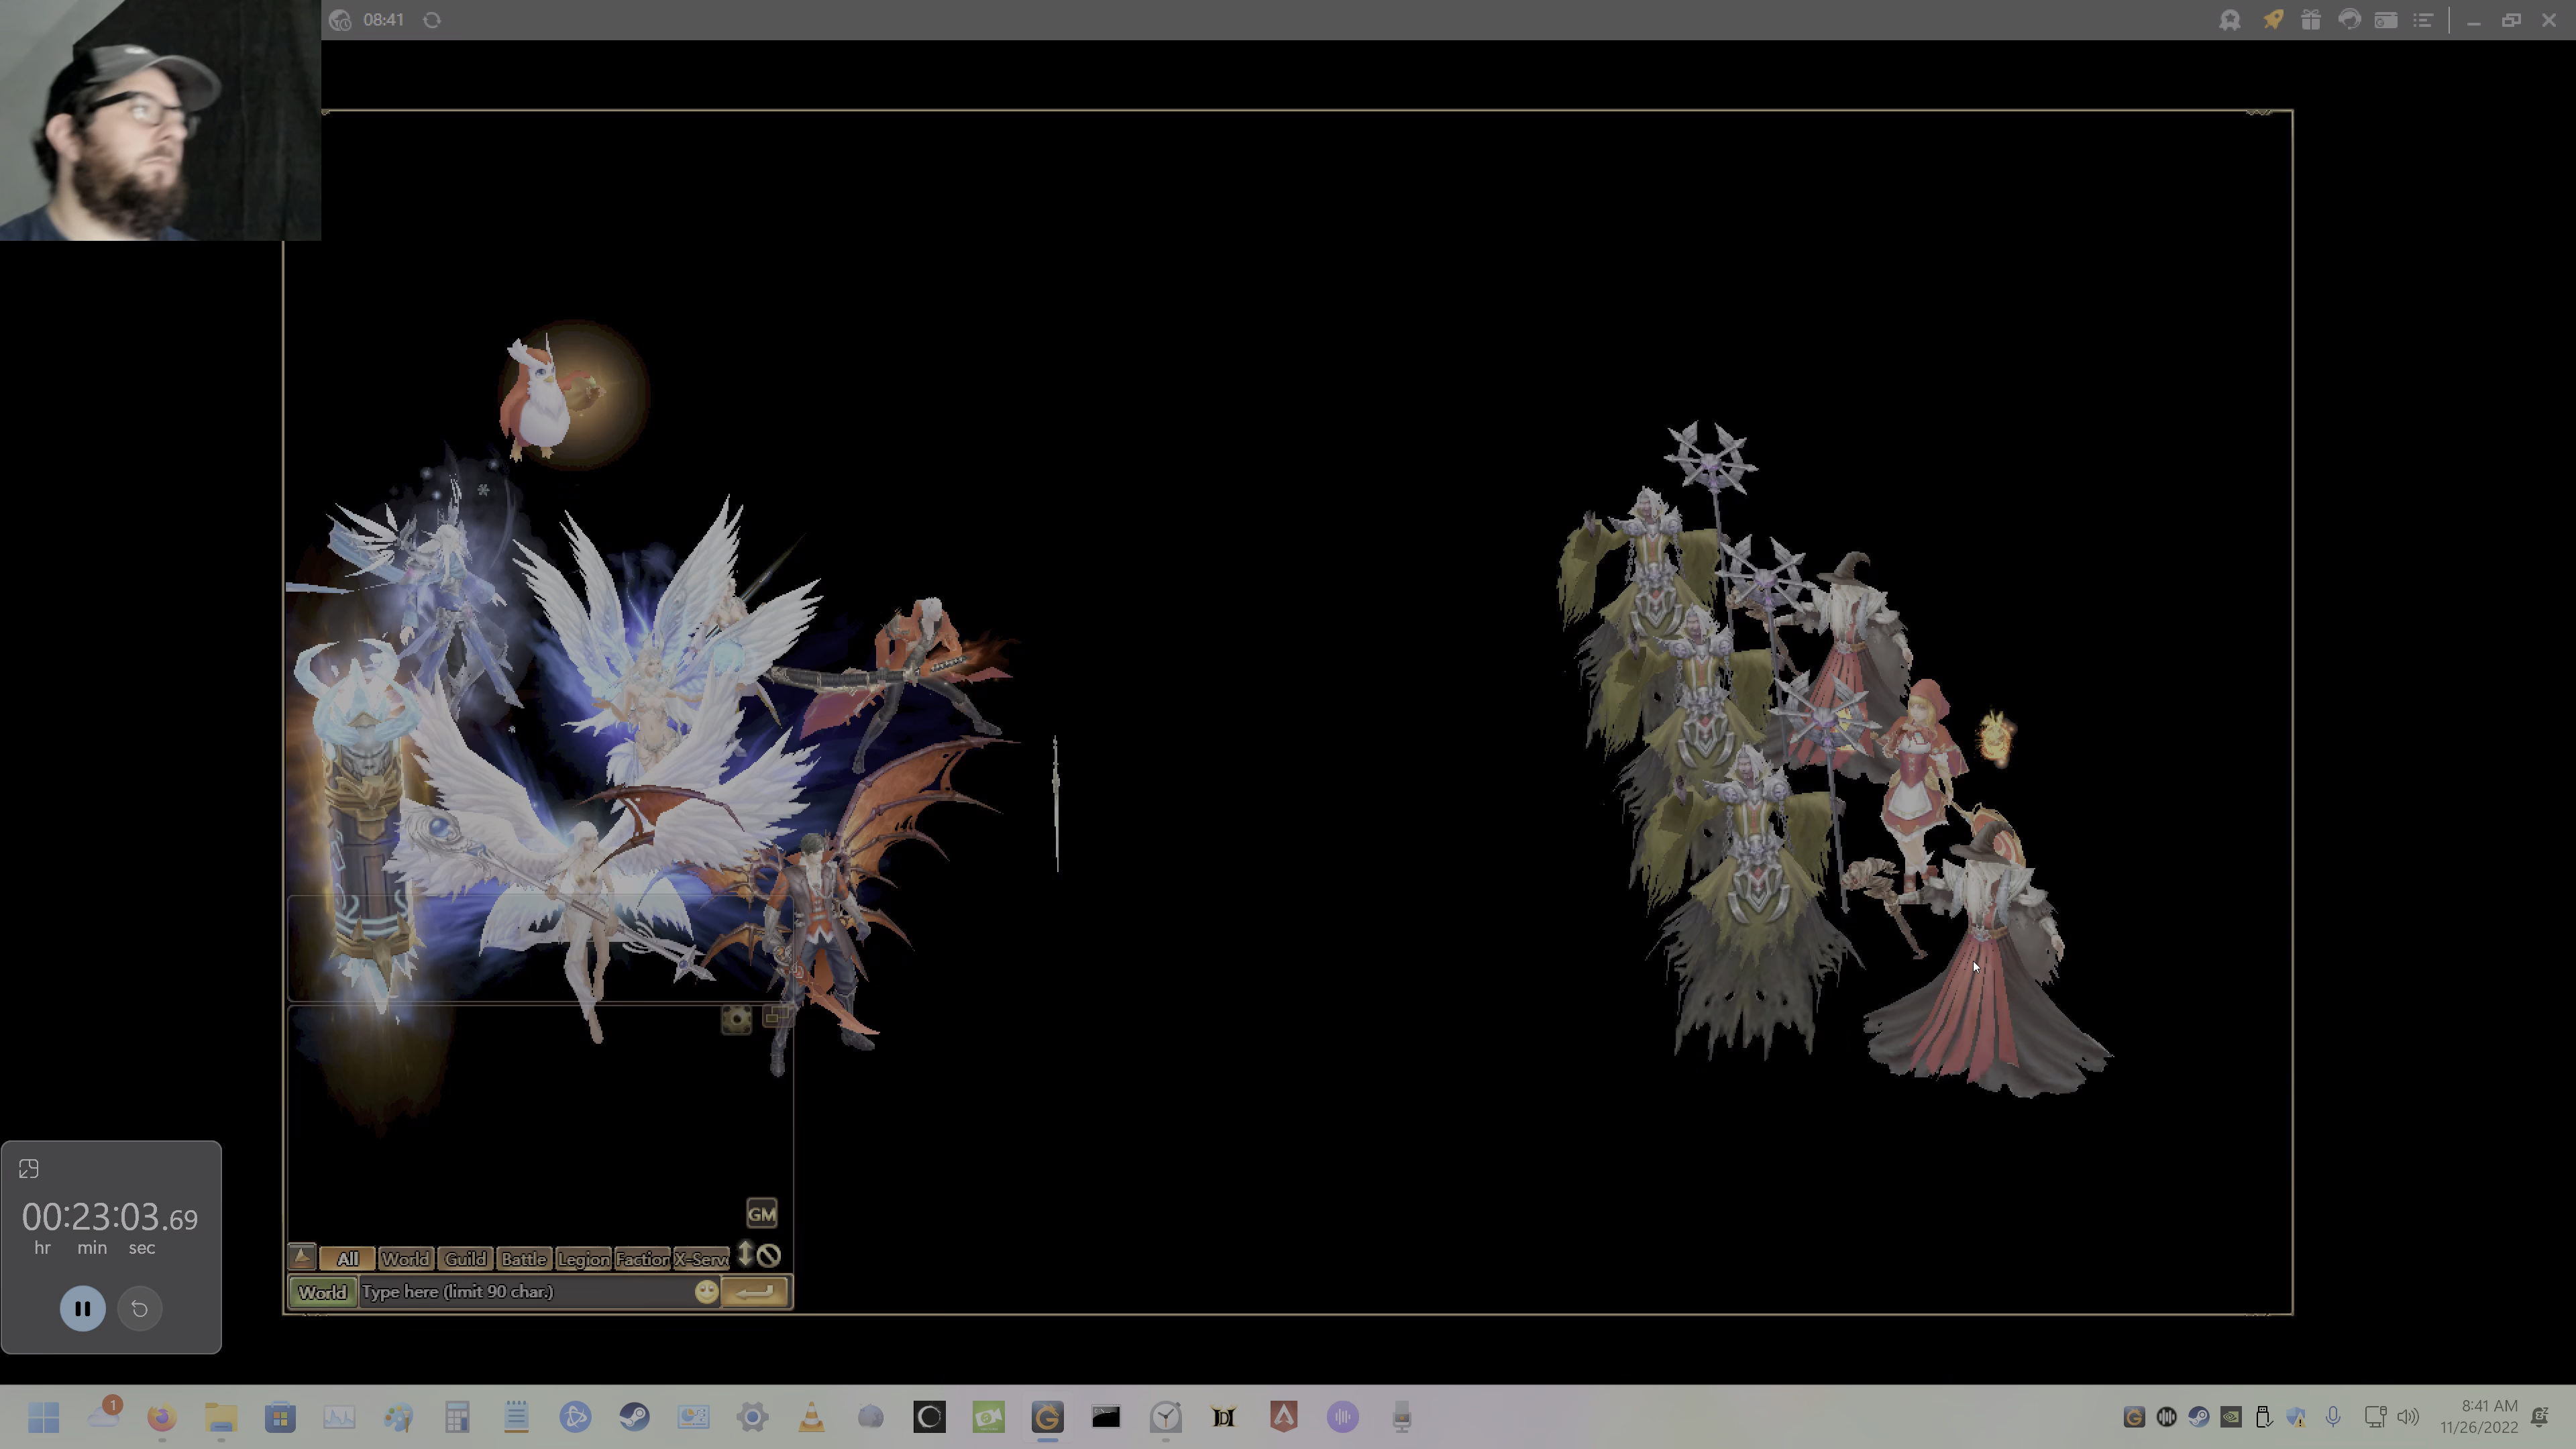 08:41
00:23:03.69
hr min sec
GM
All World Guild Battle Legion Faction X-Serv
World Type here (limit 90 char.)
1
8:41 AM
11/26/2022